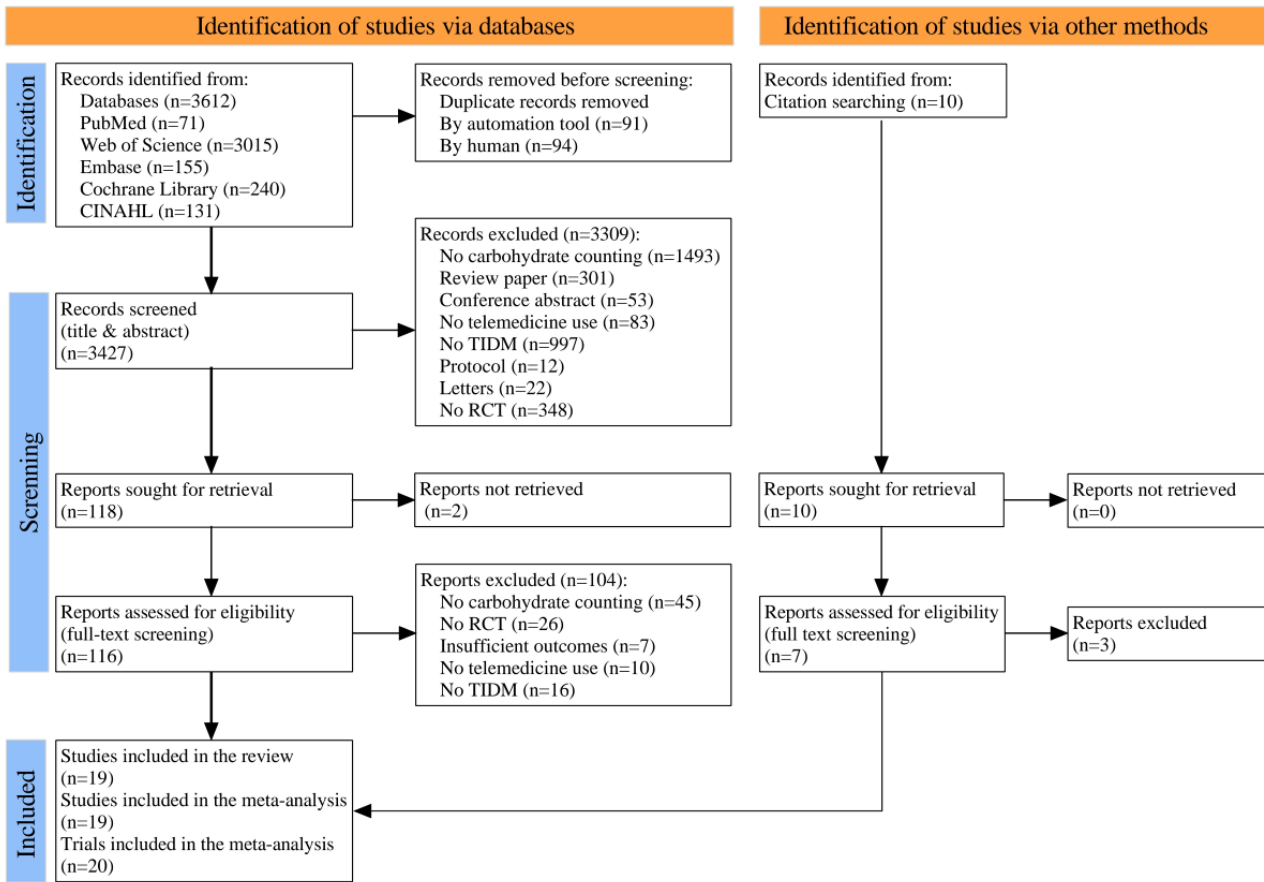 Identification of studies via databases
Identification of studies via other methods
Identification
Records identified from:
Databases (n=3612)
PubMed (n=71)
Web of Science (n=3015)
Embase (n=155)
Cochrane Library (n=240)
CINAHL (n=131)
Records removed before screening:
Duplicate records removed
By automation tool (n=91)
By human (n=94)
Records identified from:
Citation searching (n=10)
Screnning
Records screened
(title & abstract)
(n=3427)
Records excluded (n=3309):
No carbohydrate counting (n=1493)
Review paper (n=301)
Conference abstract (n=53)
No telemedicine use (n=83)
No TIDM (n=997)
Protocol (n=12)
Letters (n=22)
No RCT (n=348)
Reports sought for retrieval
(n=118)
Reports not retrieved
(n=2)
Reports sought for retrieval
(n=10)
Reports not retrieved
(n=0)
Reports assessed for eligibility
(full-text screening)
(n=116)
Reports excluded (n=104):
No carbohydrate counting (n=45)
No RCT (n=26)
Insufficient outcomes (n=7)
No telemedicine use (n=10)
No TIDM (n=16)
Reports assessed for eligibility
(full text screening)
(n=7)
Reports excluded
(n=3)
Included
Studies included in the review
(n=19)
Studies included in the meta-analysis
(n=19)
Trials included in the meta-analysis
(n=20)